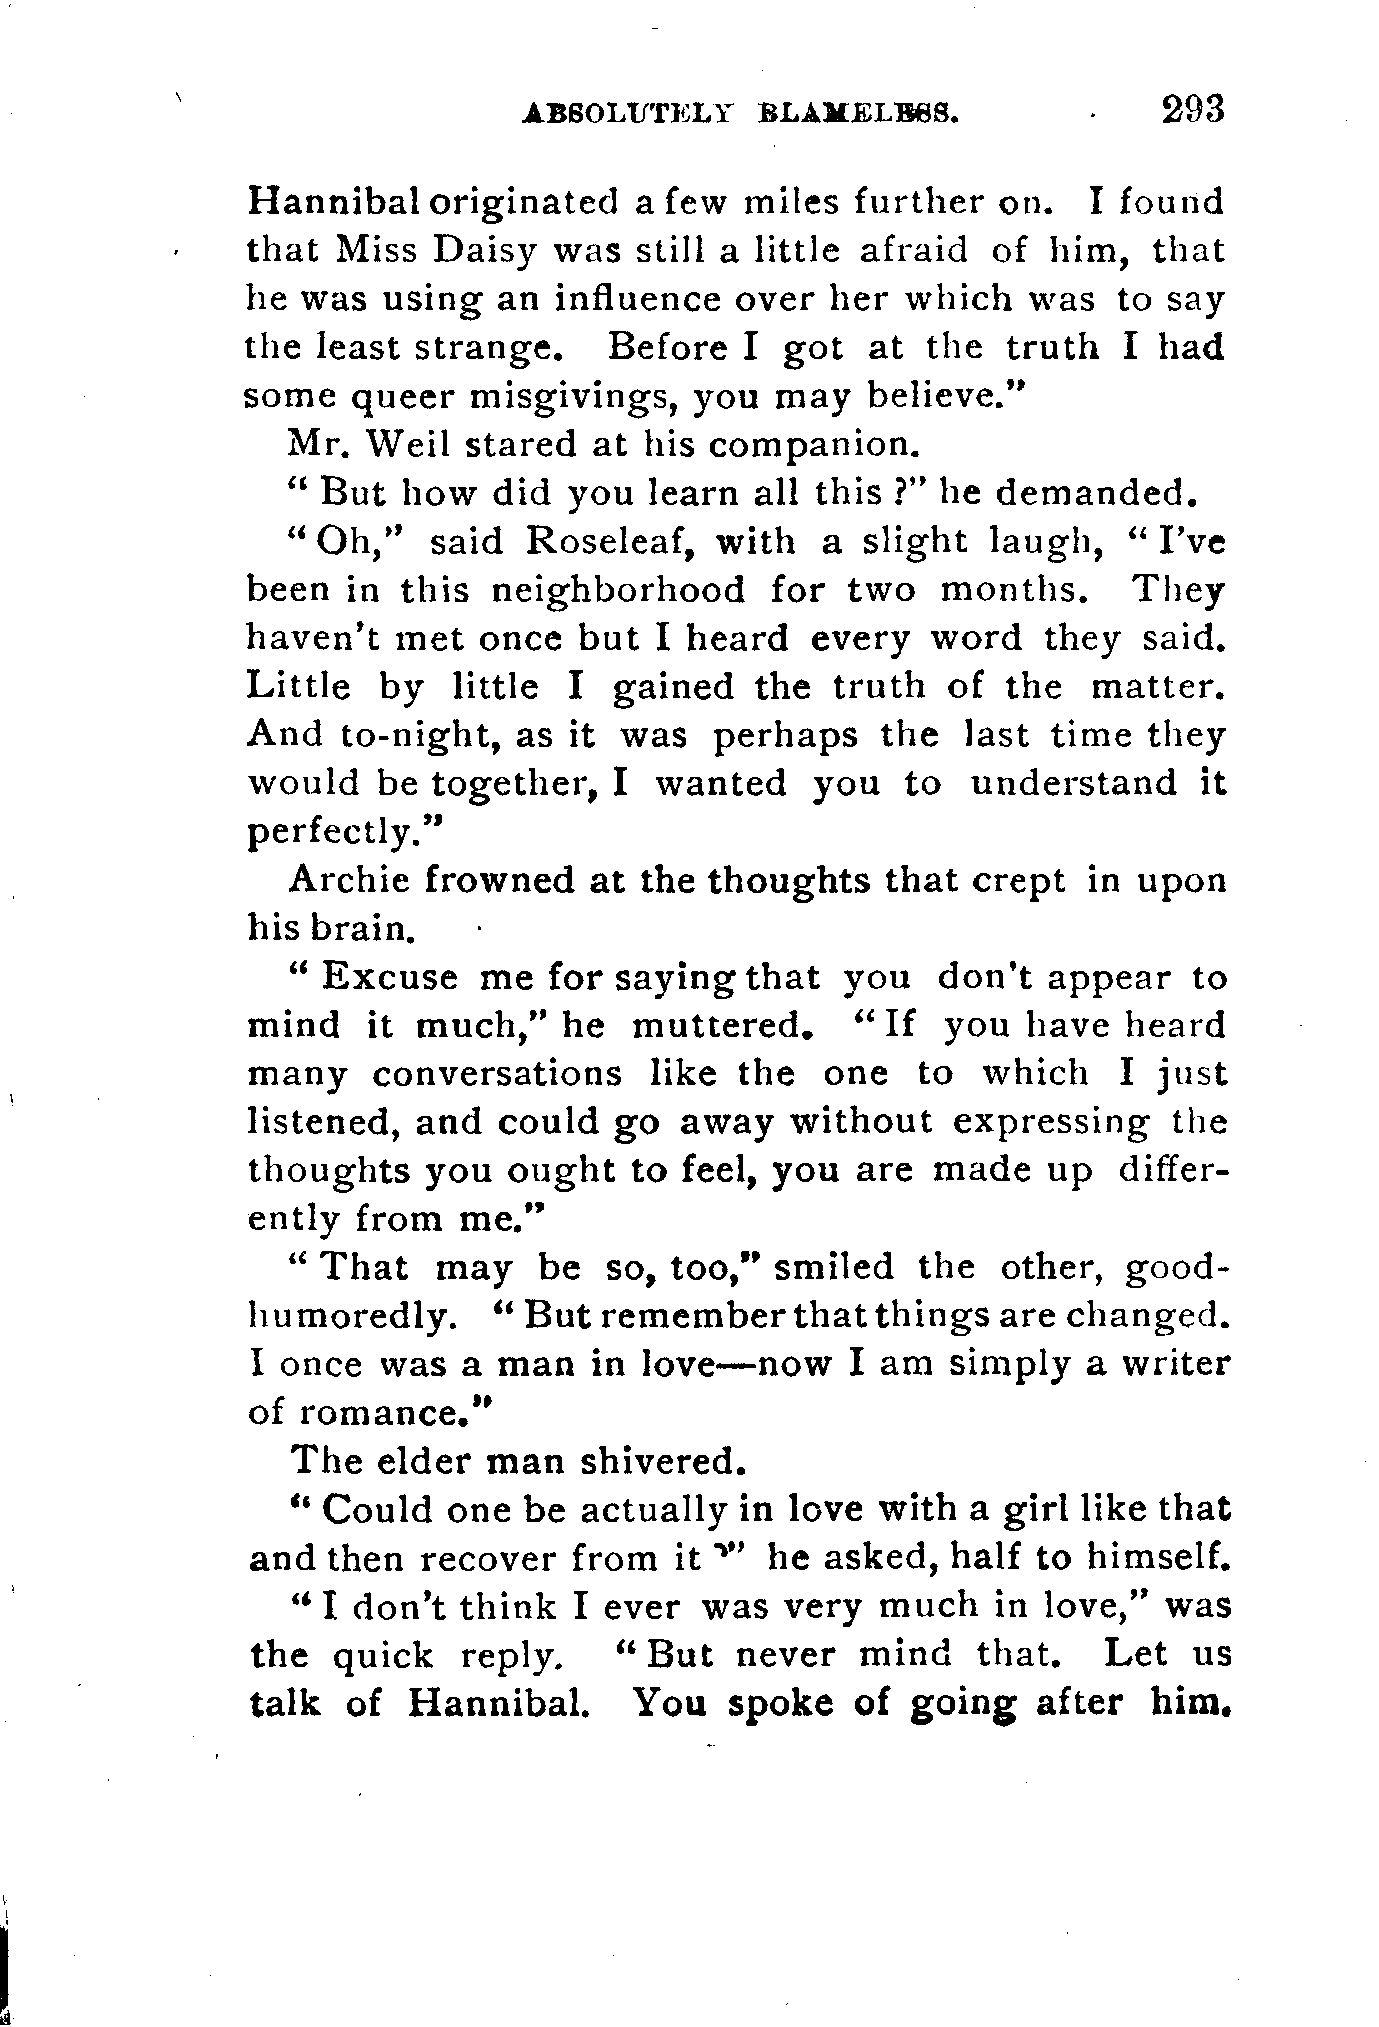 ABSOLUTELY BLAMELESS. 293
Hannibal originated a few miles further on. I found
that Miss Daisy was still a little afraid of him, that
he was using an influence over her which was to say
the least strange. Before I got at the truth I had
some queer misgivings, you may believe."
Mr. Weil stared at his companion.
" But how did you learn all this ?" he demanded.
" Oh," said Roseleaf, with a slight laugh, " I've
been in this neighborhood for two months. They
haven't met once but I heard every word they said.
Little by little I gained the truth of the matter.
And to-night, as it was perhaps the last time they
would be together, I wanted you to understand it
perfectly."
Archie frowned at the thoughts that crept in upon
his brain.
" Excuse me for saying that you don't appear to
mind it much," he muttered. " If you have heard
many conversations like the one to which I just
listened, and could go away without expressing the
thoughts you ought to feel, you are made up differ-
ently from me."
" That may be so, too," smiled the other, good-
humoredly. " But remember that things are changed.
I once was a man in love—now I am simply a writer
of romance."
The elder man shivered.
" Could one be actually in love with a girl like that
and then recover from it ?" he asked, half to himself.
" I don't think I ever was very much in love," was
the quick reply. " But never mind that. Let us
talk of Hannibal. You spoke of going after him.